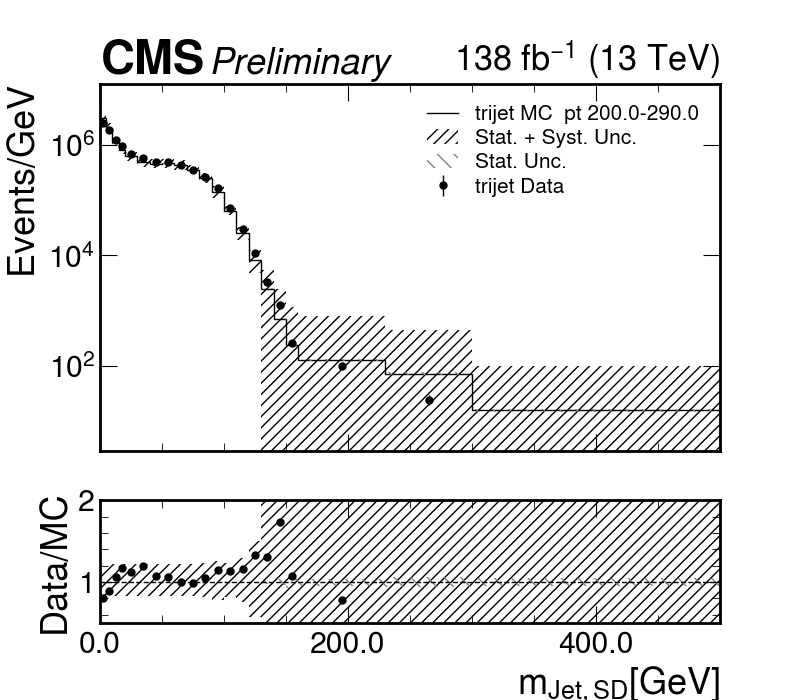 CMS Preliminary 138 fb⁻¹ (13 TeV)
Events/GeV
10⁶
10⁴
10²
trijet MC pt 200.0-290.0
Stat. + Syst. Unc.
Stat. Unc.
trijet Data
Data/MC
2
1
0.0 200.0 400.0
m_{Jet, SD}[GeV]